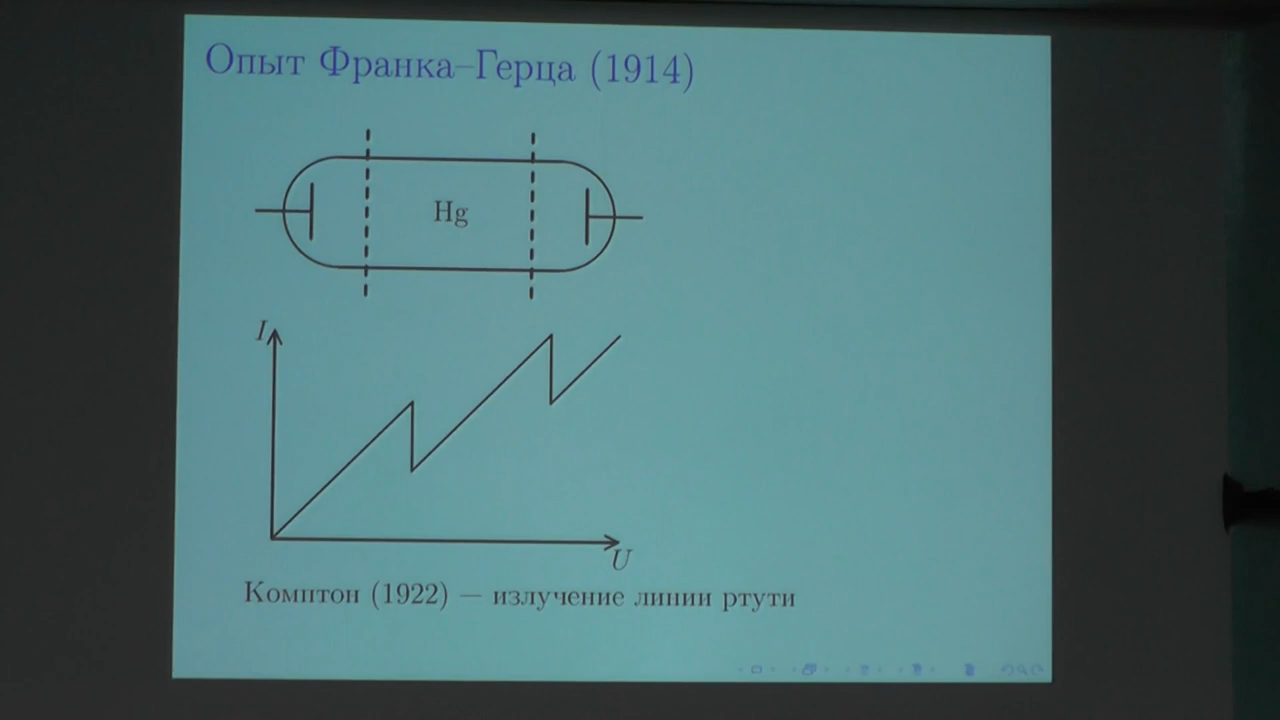 Опыт Франка–Герца (1914)
Hg
I
U
Комптон (1922) — излучение линии ртути